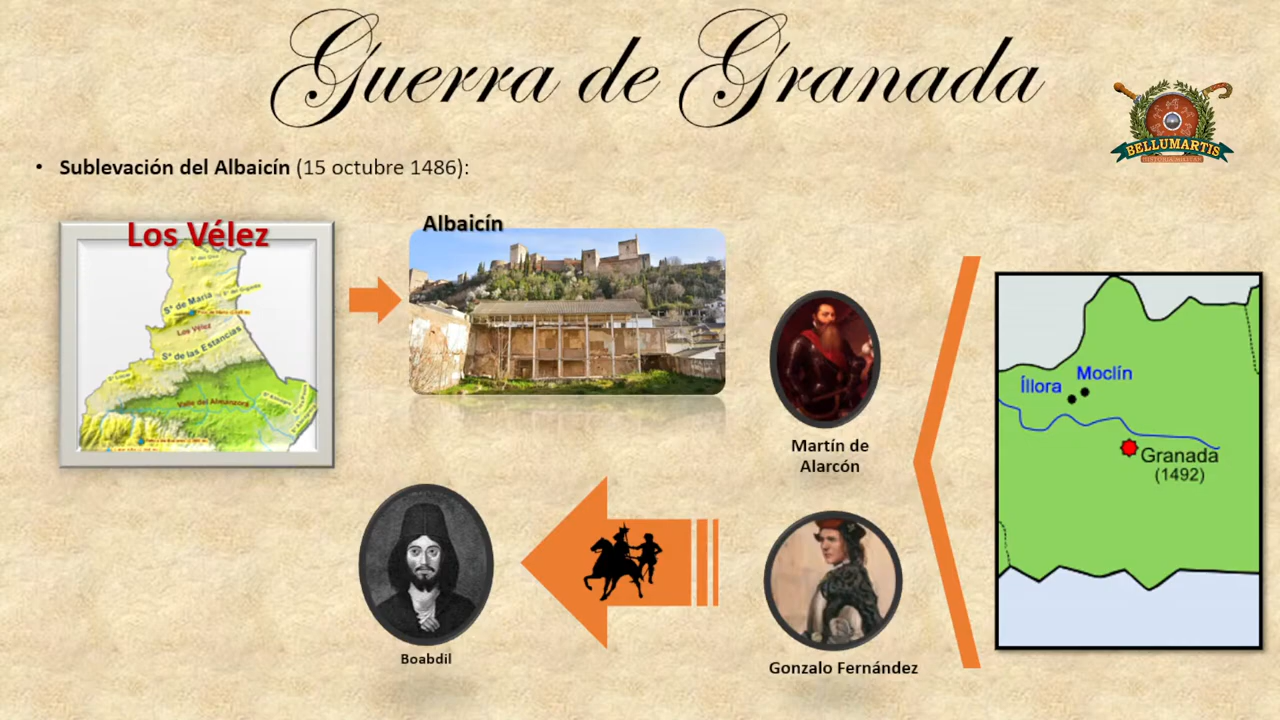 Guerra de Granada
BELLUMARTIS
HISTORIA MILITAR
• Sublevación del Albaicín (15 octubre 1486):
Los Vélez
Sª de María
Los Vélez
Sª de las Estancias
Valle del Almanzora
Albaicín
Martín de
Alarcón
Boabdil
Gonzalo Fernández
Moclín
Íllora
Granada
(1492)